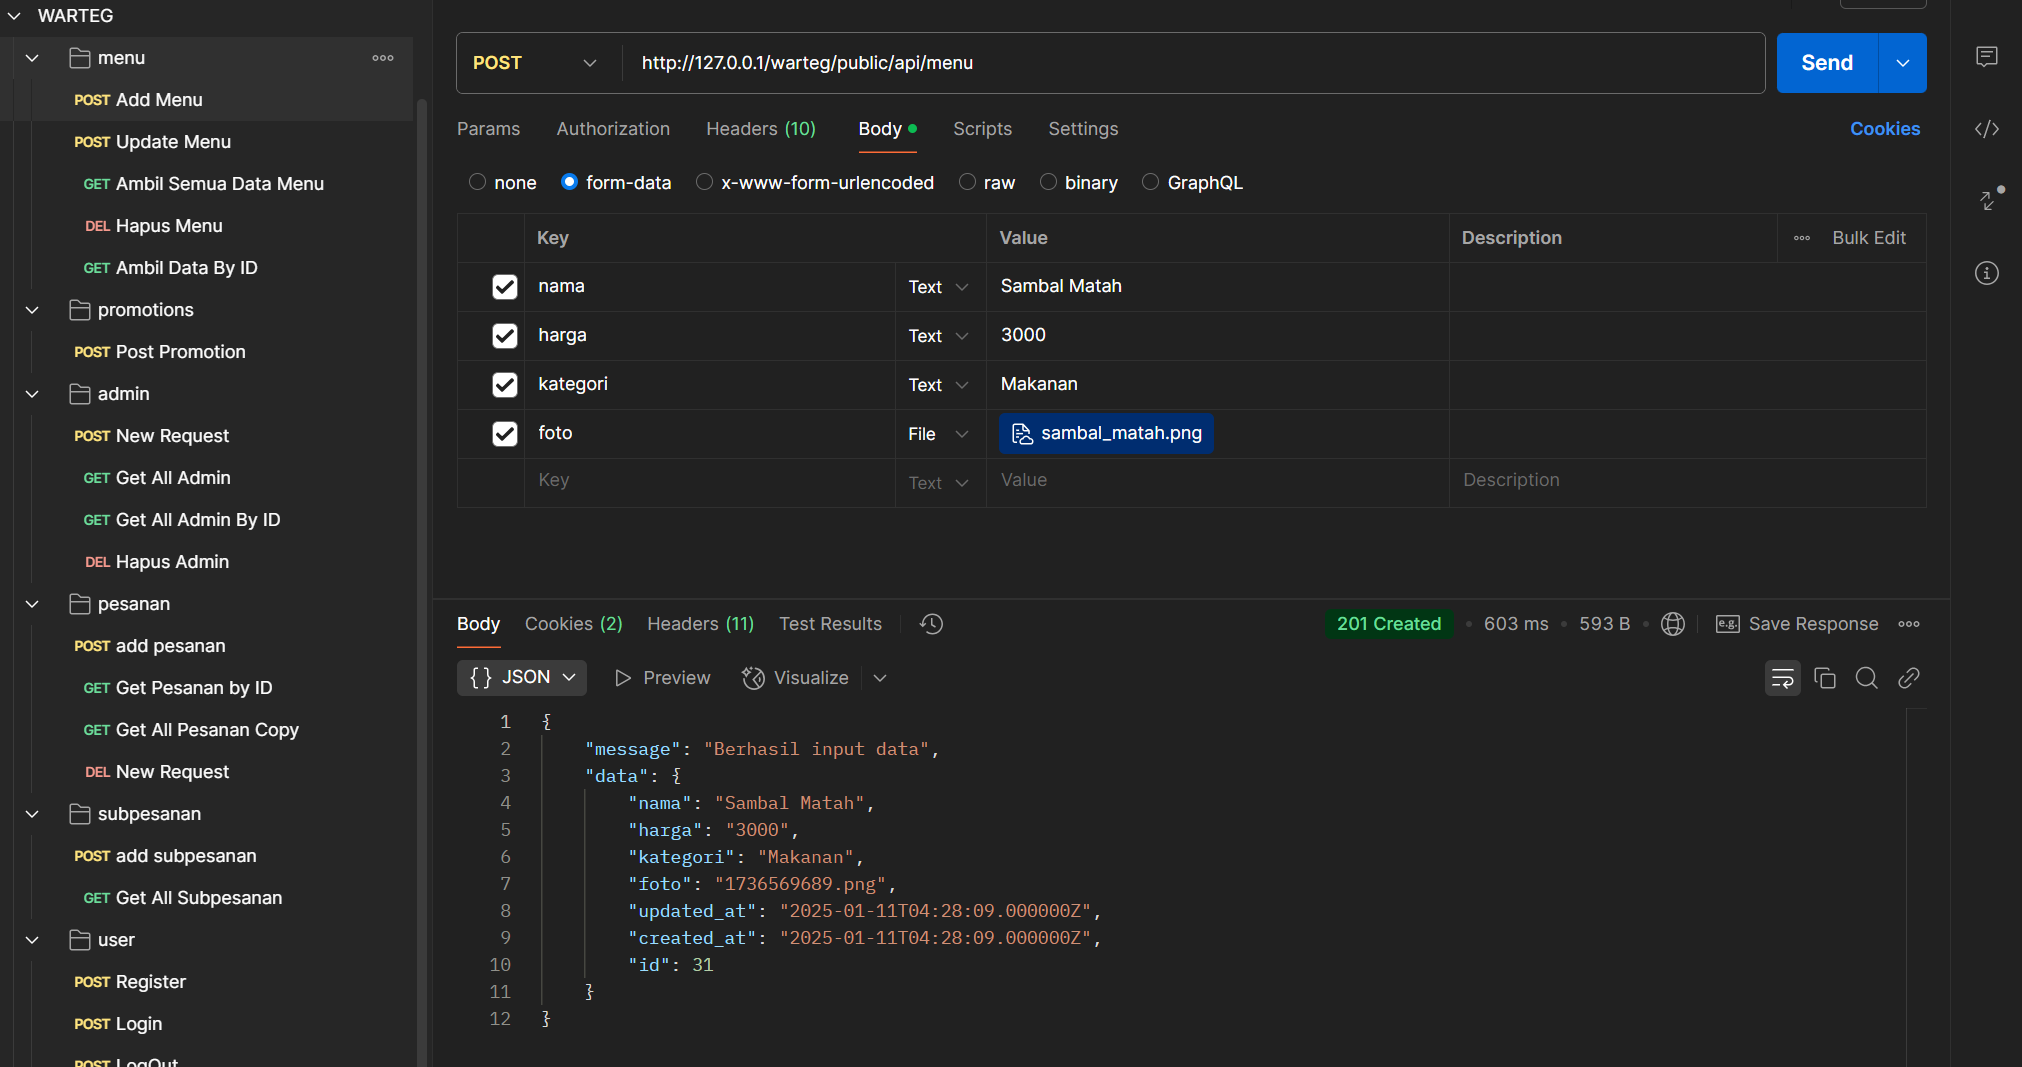 WARTEG
menu
POST Add Menu
POST Update Menu
GET Ambil Semua Data Menu
DEL Hapus Menu
GET Ambil Data By ID
promotions
POST Post Promotion
admin
POST New Request
GET Get All Admin
GET Get All Admin By ID
DEL Hapus Admin
pesanan
POST add pesanan
GET Get Pesanan by ID
GET Get All Pesanan Copy
DEL New Request
subpesanan
POST add subpesanan
GET Get All Subpesanan
user
POST Register
POST Login
POST LogOut
POST http://127.0.0.1/warteg/public/api/menu Send
Params Authorization Headers (10) Body Scripts Settings Cookies
none form-data x-www-form-urlencoded raw binary GraphQL
Key Value Description Bulk Edit
nama Text Sambal Matah
harga Text 3000
kategori Text Makanan
foto File sambal_matah.png
Key Text Value Description
Body Cookies (2) Headers (11) Test Results 201 Created 603 ms 593 B e.g. Save Response
{} JSON Preview Visualize
1 {
2 "message": "Berhasil input data",
3 "data": {
4 "nama": "Sambal Matah",
5 "harga": "3000",
6 "kategori": "Makanan",
7 "foto": "1736569689.png",
8 "updated_at": "2025-01-11T04:28:09.000000Z",
9 "created_at": "2025-01-11T04:28:09.000000Z",
10 "id": 31
11 }
12 }